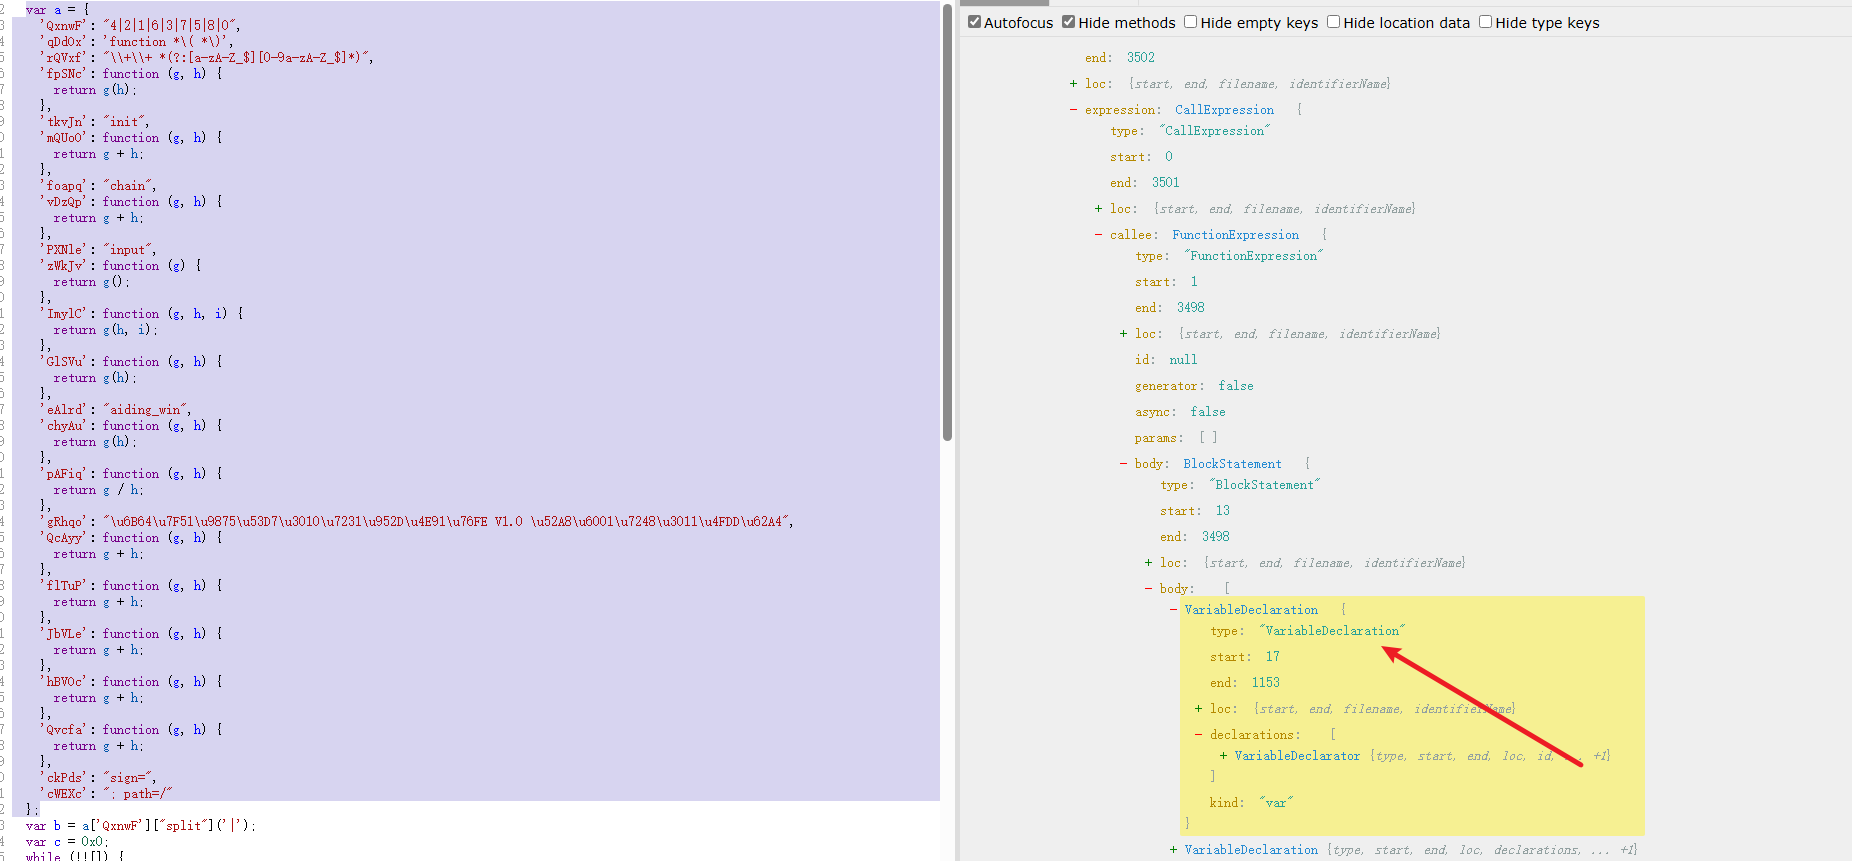 var a = {
'QxnwF': "4|2|1|6|3|7|5|8|0",
'qDdOx': 'function *\( *\)',
'rQVxf': "\\+\\+ *(?:[a-zA-Z_$][0-9a-zA-Z_$]*)",
'fpSNc': function (g, h) {
return g(h);
},
'tkvJn': "init",
'mQUoO': function (g, h) {
return g + h;
},
'foapq': "chain",
'vDzQp': function (g, h) {
return g + h;
},
'PXNle': "input",
'zWkJv': function (g) {
return g();
},
'ImylC': function (g, h, i) {
return g(h, i);
},
'GlSVu': function (g, h) {
return g(h);
},
'eAlrd': "aiding_win",
'chyAu': function (g, h) {
return g(h);
},
'pAFiq': function (g, h) {
return g / h;
},
'gRhqo': "\u6B64\u7F51\u9875\u53D7\u3010\u7231\u952D\u4E91\u76FE V1.0 \u52A8\u6001\u7248\u3011\u4FDD\u62A4",
'QcAyy': function (g, h) {
return g + h;
},
'flTuP': function (g, h) {
return g + h;
},
'JbVLe': function (g, h) {
return g + h;
},
'hBVOc': function (g, h) {
return g + h;
},
'Qvcfa': function (g, h) {
return g + h;
},
'ckPds': "sign=",
'cWEXc': "; path=/"
};
var b = a['QxnwF']["split"]('|');
var c = 0x0;
while (!![]) {
Autofocus Hide methods Hide empty keys Hide location data Hide type keys
end: 3502
+ loc: {start, end, filename, identifierName}
- expression: CallExpression {
type: "CallExpression"
start: 0
end: 3501
+ loc: {start, end, filename, identifierName}
- callee: FunctionExpression {
type: "FunctionExpression"
start: 1
end: 3498
+ loc: {start, end, filename, identifierName}
id: null
generator: false
async: false
params: [ ]
- body: BlockStatement {
type: "BlockStatement"
start: 13
end: 3498
+ loc: {start, end, filename, identifierName}
- body: [
- VariableDeclaration {
type: "VariableDeclaration"
start: 17
end: 1153
+ loc: {start, end, filename, identifierName}
- declarations: [
+ VariableDeclarator {type, start, end, loc, id, ... +1}
]
kind: "var"
}
+ VariableDeclaration {type, start, end, loc, declarations, ... +1}